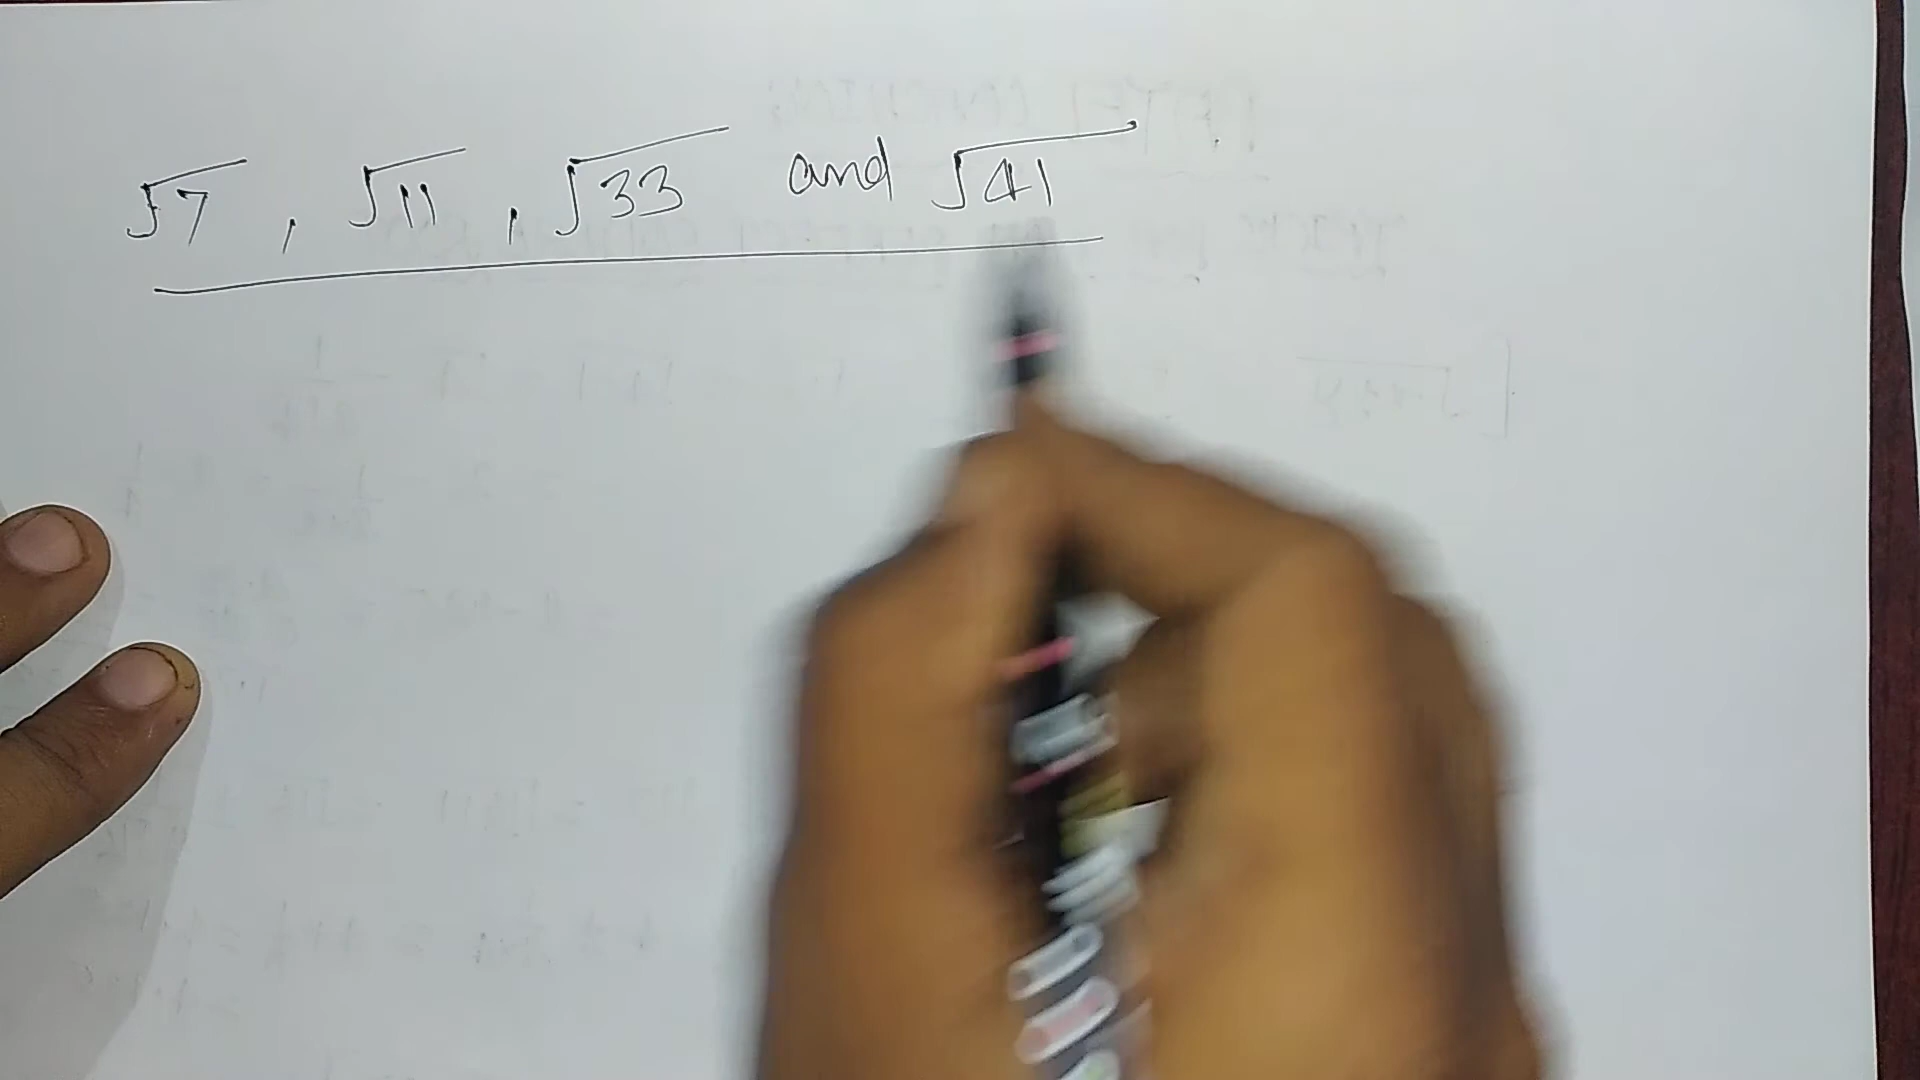 √7 , √11 , √33 and √41